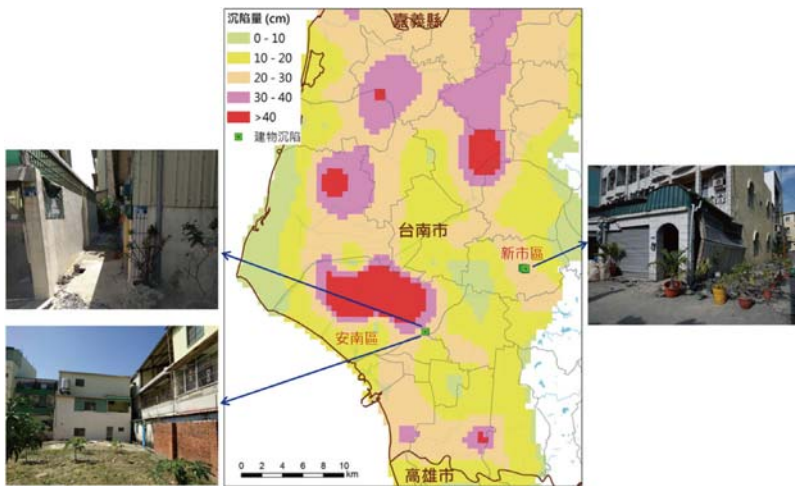 沉陷量 (cm)
0 - 10
10 - 20
20 - 30
30 - 40
>40
建物沉陷
嘉義縣
台南市
新市區
安南區
高雄市
0 2 4 6 8 10
km